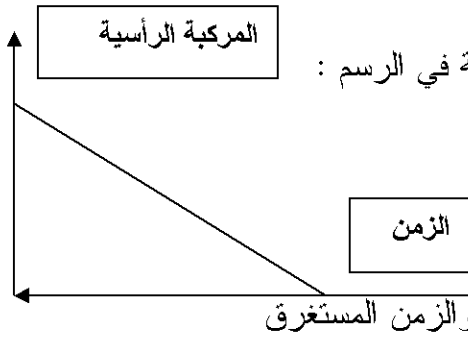 المركبة الرأسية
في الرسم :
الزمن
الزمن المستغرق